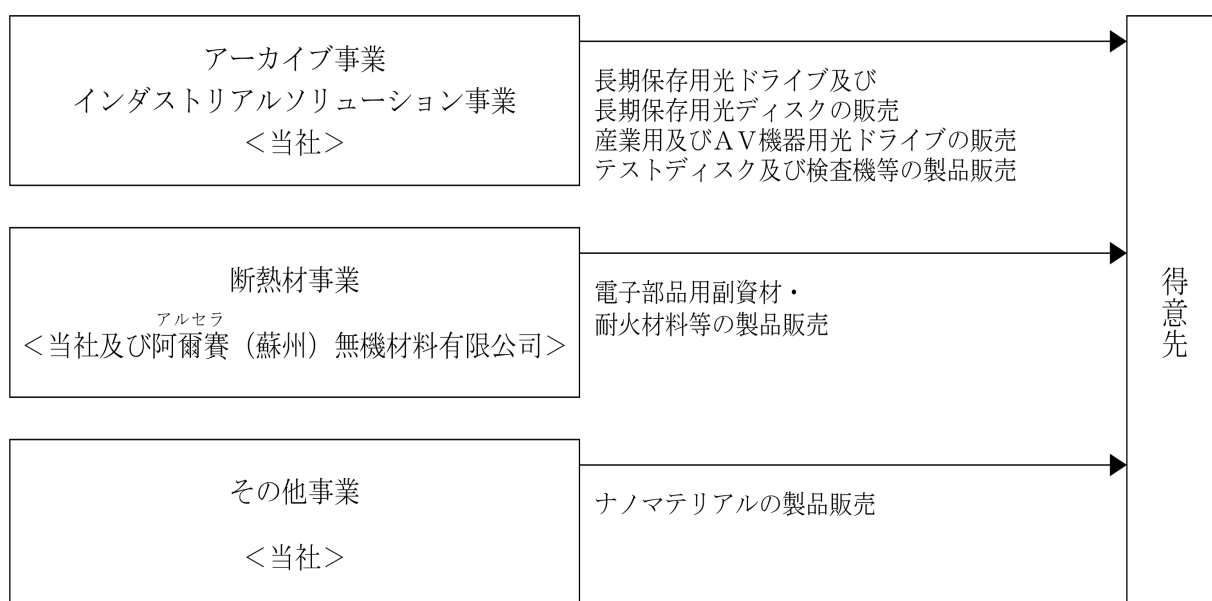 アーカイブ事業
インダストリアルソリューション事業
＜当社＞
長期保存用光ドライブ及び
長期保存用光ディスクの販売
産業用及びＡＶ機器用光ドライブの販売
テストディスク及び検査機等の製品販売
断熱材事業
アルセラ
＜当社及び阿爾賽（蘇州）無機材料有限公司＞
電子部品用副資材・
耐火材料等の製品販売
その他事業
＜当社＞
ナノマテリアルの製品販売
得意先